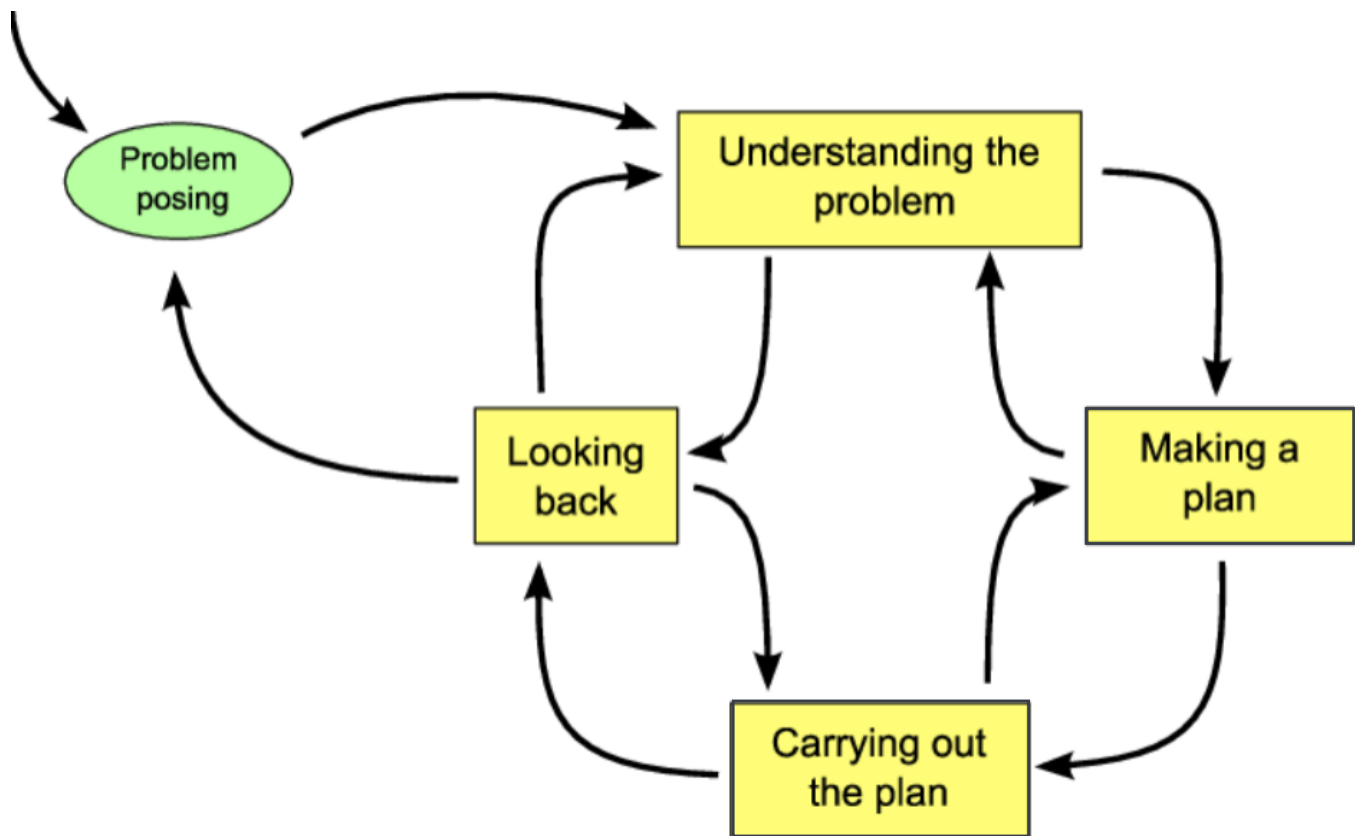 Problem
posing
Understanding the
problem
Looking
back
Making a
plan
Carrying out
the plan